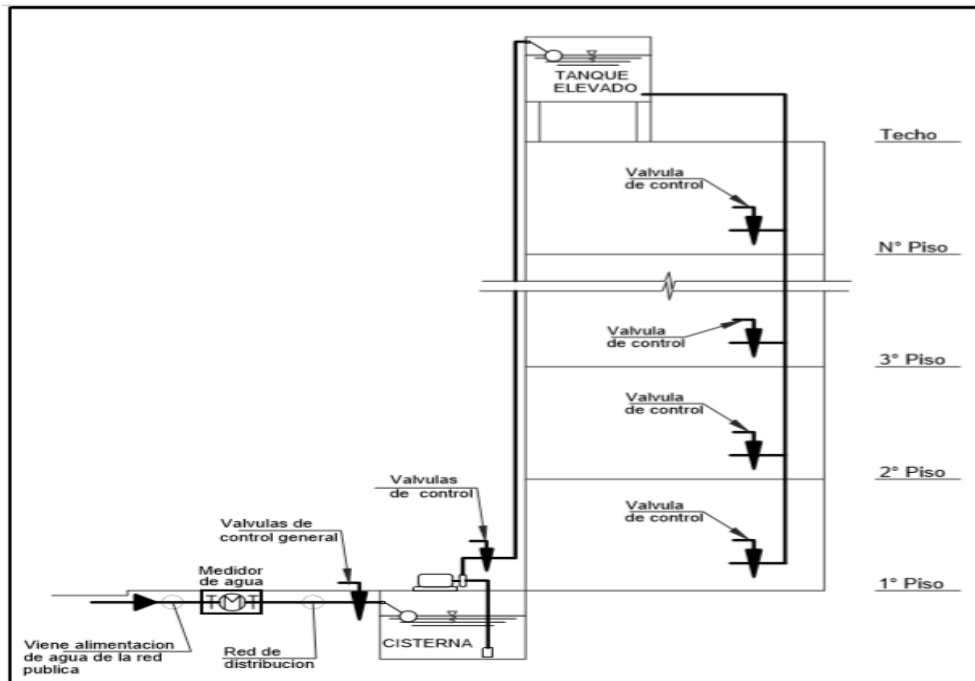 TANQUE
ELEVADO
Techo
Valvula
de control
N° Piso
Valvula
de control
3° Piso
Valvula
de control
2° Piso
Valvulas
de control
Valvula
de control
Valvulas de
control general
Medidor
de agua
1° Piso
M
CISTERNA
Viene alimentacion
de agua de la red
publica
Red de
distribucion